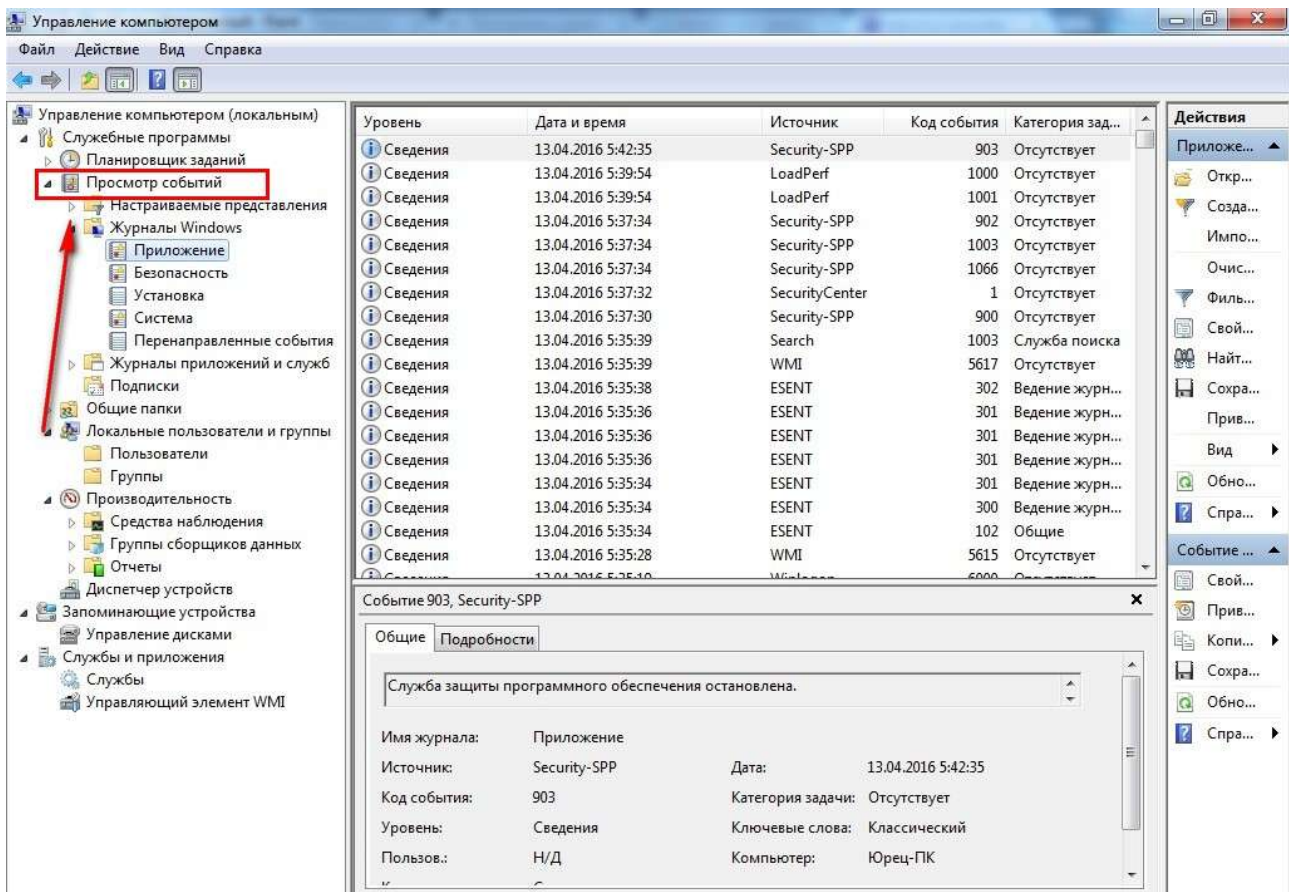 Управление компьютером
Файл Действие Вид Справка
Управление компьютером (локальным)
Служебные программы
Планировщик заданий
Просмотр событий
Настраиваемые представления
Журналы Windows
Приложение
Безопасность
Установка
Система
Перенаправленные события
Журналы приложений и служб
Подписки
Общие папки
Локальные пользователи и группы
Пользователи
Группы
Производительность
Средства наблюдения
Группы сборщиков данных
Отчеты
Диспетчер устройств
Запоминающие устройства
Управление дисками
Службы и приложения
Службы
Управляющий элемент WMI
Уровень Дата и время Источник Код события Категория зад...
Сведения 13.04.2016 5:42:35 Security-SPP 903 Отсутствует
Сведения 13.04.2016 5:39:54 LoadPerf 1000 Отсутствует
Сведения 13.04.2016 5:39:54 LoadPerf 1001 Отсутствует
Сведения 13.04.2016 5:37:34 Security-SPP 902 Отсутствует
Сведения 13.04.2016 5:37:34 Security-SPP 1003 Отсутствует
Сведения 13.04.2016 5:37:34 Security-SPP 1066 Отсутствует
Сведения 13.04.2016 5:37:32 SecurityCenter 1 Отсутствует
Сведения 13.04.2016 5:37:30 Security-SPP 900 Отсутствует
Сведения 13.04.2016 5:35:39 Search 1003 Служба поиска
Сведения 13.04.2016 5:35:39 WMI 5617 Отсутствует
Сведения 13.04.2016 5:35:38 ESENT 302 Ведение журн...
Сведения 13.04.2016 5:35:36 ESENT 301 Ведение журн...
Сведения 13.04.2016 5:35:36 ESENT 301 Ведение журн...
Сведения 13.04.2016 5:35:36 ESENT 301 Ведение журн...
Сведения 13.04.2016 5:35:34 ESENT 301 Ведение журн...
Сведения 13.04.2016 5:35:34 ESENT 300 Ведение журн...
Сведения 13.04.2016 5:35:34 ESENT 102 Общие
Сведения 13.04.2016 5:35:28 WMI 5615 Отсутствует
Событие 903, Security-SPP
Общие Подробности
Служба защиты программного обеспечения остановлена.
Имя журнала: Приложение
Источник: Security-SPP Дата: 13.04.2016 5:42:35
Код события: 903 Категория задачи: Отсутствует
Уровень: Сведения Ключевые слова: Классический
Пользов.: Н/Д Компьютер: Юрец-ПК
Действия
Приложе...
Откр...
Созда...
Импо...
Очис...
Филь...
Свой...
Найт...
Сохра...
Прив...
Вид
Обно...
Спра...
Событие ...
Свой...
Прив...
Копи...
Сохра...
Обно...
Спра...